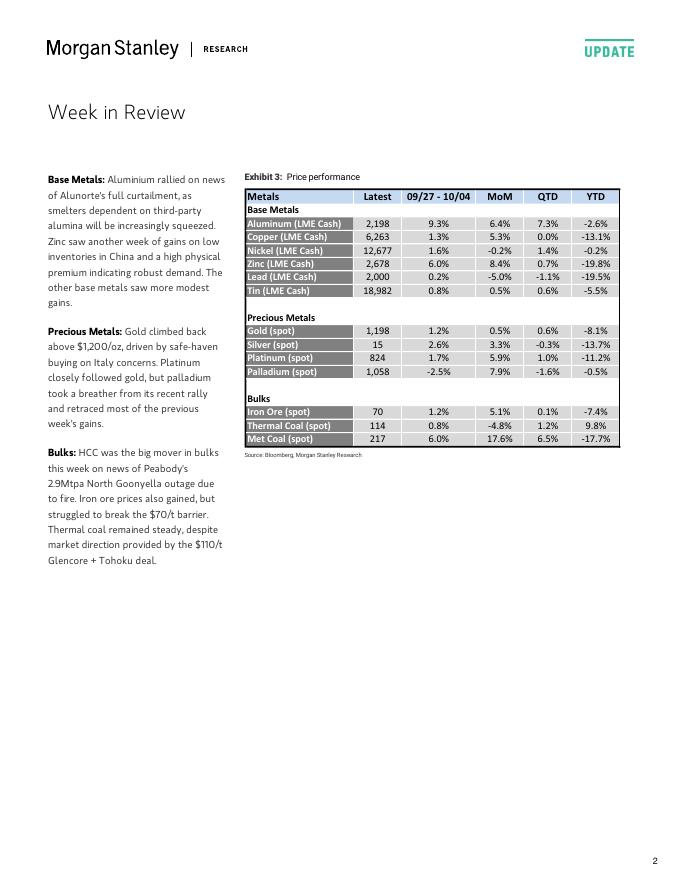 Morgan Stanley | RESEARCH
UPDATE
Week in Review
Base Metals: Aluminium rallied on news
of Alunorte's full curtailment, as
smelters dependent on third-party
alumina will be increasingly squeezed.
Zinc saw another week of gains on low
inventories in China and a high physical
premium indicating robust demand. The
other base metals saw more modest
gains.
Precious Metals: Gold climbed back
above $1,200/oz, driven by safe-haven
buying on Italy concerns. Platinum
closely followed gold, but palladium
took a breather from its recent rally
and retraced most of the previous
week's gains.
Bulks: HCC was the big mover in bulks
this week on news of Peabody's
2.9Mtpa North Goonyella outage due
to fire. Iron ore prices also gained, but
struggled to break the $70/t barrier.
Thermal coal remained steady, despite
market direction provided by the $110/t
Glencore + Tohoku deal.
Exhibit 3: Price performance
Metals Latest 09/27 - 10/04 MoM QTD YTD
Base Metals
Aluminum (LME Cash) 2,198 9.3% 6.4% 7.3% -2.6%
Copper (LME Cash) 6,263 1.3% 5.3% 0.0% -13.1%
Nickel (LME Cash) 12,677 1.6% -0.2% 1.4% -0.2%
Zinc (LME Cash) 2,678 6.0% 8.4% 0.7% -19.8%
Lead (LME Cash) 2,000 0.2% -5.0% -1.1% -19.5%
Tin (LME Cash) 18,982 0.8% 0.5% 0.6% -5.5%
Precious Metals
Gold (spot) 1,198 1.2% 0.5% 0.6% -8.1%
Silver (spot) 15 2.6% 3.3% -0.3% -13.7%
Platinum (spot) 824 1.7% 5.9% 1.0% -11.2%
Palladium (spot) 1,058 -2.5% 7.9% -1.6% -0.5%
Bulks
Iron Ore (spot) 70 1.2% 5.1% 0.1% -7.4%
Thermal Coal (spot) 114 0.8% -4.8% 1.2% 9.8%
Met Coal (spot) 217 6.0% 17.6% 6.5% -17.7%
Source: Bloomberg, Morgan Stanley Research
2